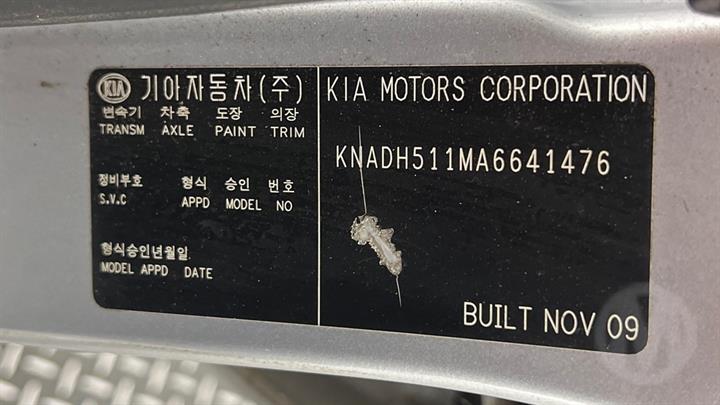 KIA 기아자동차(주)
변속기 차축 도장 의장
TRANSM AXLE PAINT TRIM
정비부호 형식 승인 번호
S.V.C APPD MODEL NO
형식승인년월일
MODEL APPD DATE
KIA MOTORS CORPORATION
KNADH511MA6641476
BUILT NOV 09
M